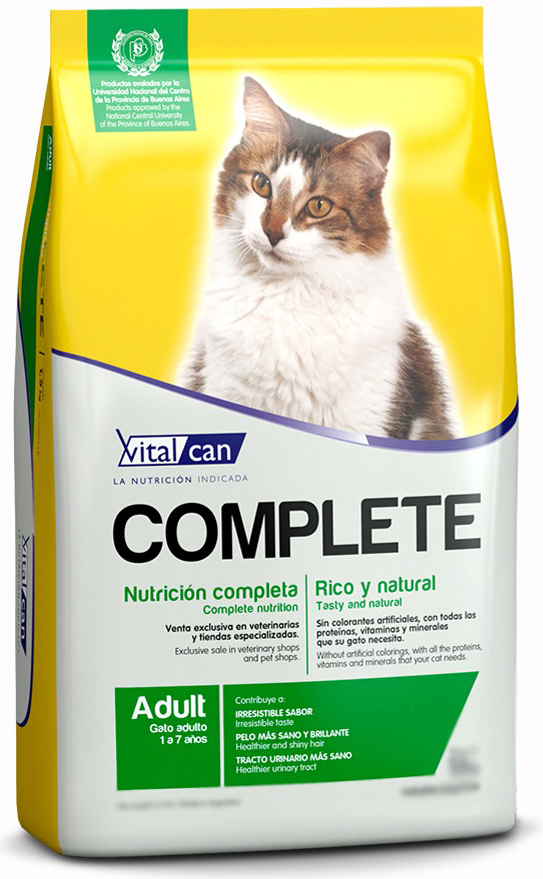 Productos avalados por la
Universidad Nacional del Centro
de la Provincia de Buenos Aires
Products approved by the
National Central University
of the Province of Buenos Aires.
Adult
vital can
LA NUTRICIÓN INDICADA
COMPLETE
Nutrición completa
Complete nutrition
Venta exclusiva en veterinarias
y tiendas especializadas.
Exclusive sale in veterinary shops
and pet shops.
Rico y natural
Tasty and natural
Sin colorantes artificiales, con todas las
proteínas, vitaminas y minerales
que su gato necesita.
Without artificial colorings, with all the proteins,
vitamins and minerals that your cat needs.
Adult
Gato adulto
1 a 7 años
Contribuye a:
IRRESISTIBLE SABOR
Irresistible taste
PELO MÁS SANO Y BRILLANTE
Healthier and shiny hair
TRACTO URINARIO MÁS SANO
Healthier urinary tract
vital can